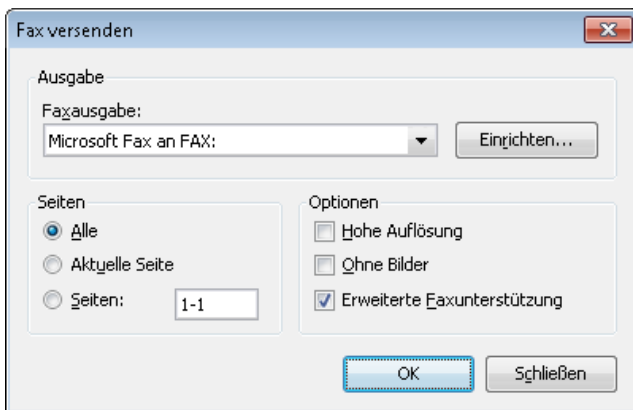 Fax versenden
Ausgabe
Faxausgabe:
Microsoft Fax an FAX:
Einrichten...
Seiten
Alle
Aktuelle Seite
Seiten:
1-1
Optionen
Hohe Auflösung
Ohne Bilder
Erweiterte Faxunterstützung
OK
Schließen